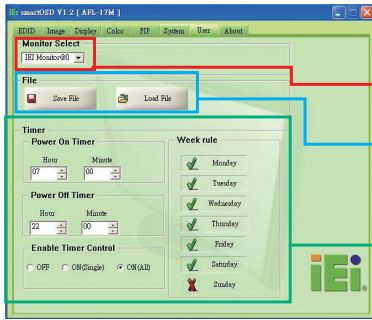 iEi smartOSD V1.2 [ AFL-17M ]
EDID Image Display Color PIP System User About
Monitor Select
IEI Monitor@0
File
Save File Load File
Timer
Power On Timer
Hour Minute
07 00
Power Off Timer
Hour Minute
22 00
Enable Timer Control
OFF ON(Single) ON(All)
Week rule
Monday
Tuesday
Wednesday
Thursday
Friday
Saturday
Sunday
iEi